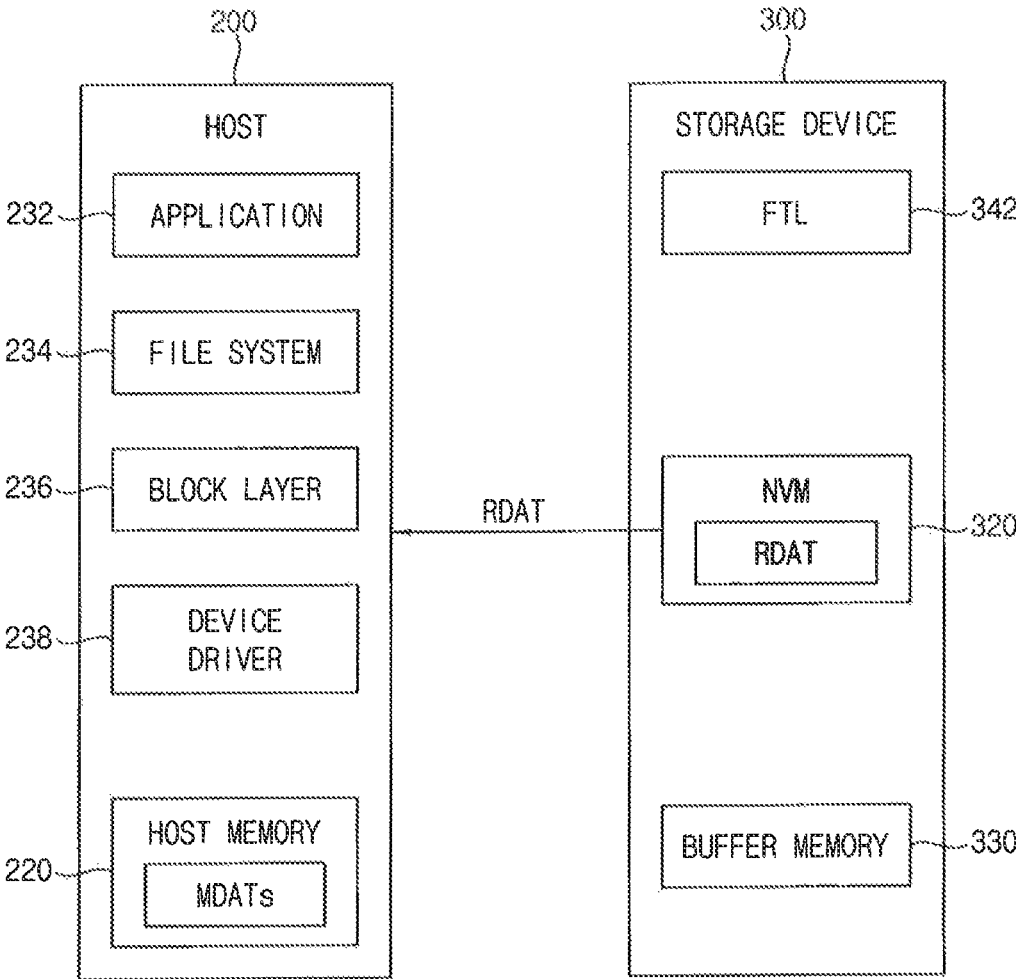 200
300
HOST
STORAGE DEVICE
232
APPLICATION
FTL
342
234
FILE SYSTEM
236
BLOCK LAYER
RDAT
NVM
RDAT
320
238
DEVICE
DRIVER
HOST MEMORY
220
MDATs
BUFFER MEMORY
330